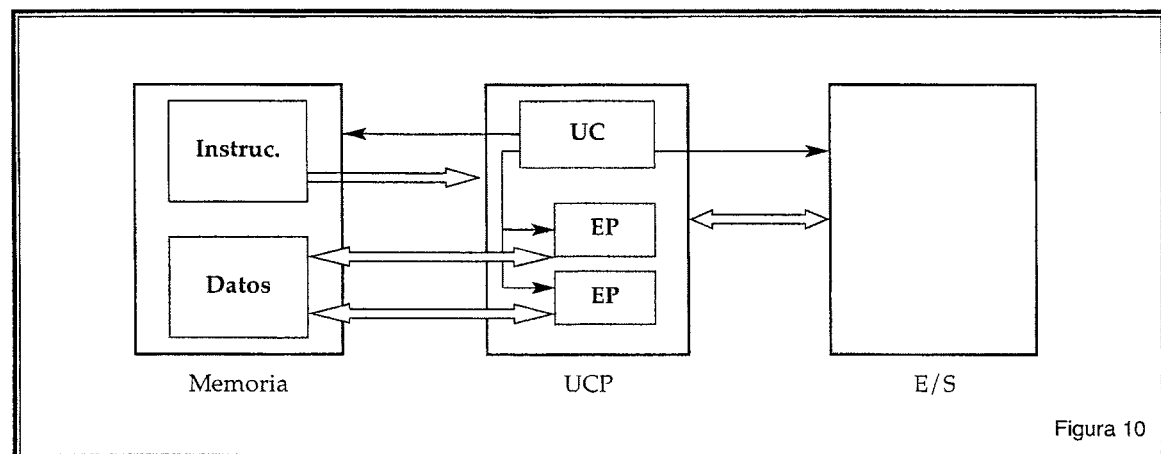 Instruc.
UC
EP
Datos
EP
Memoria
UCP
E/S
Figura 10